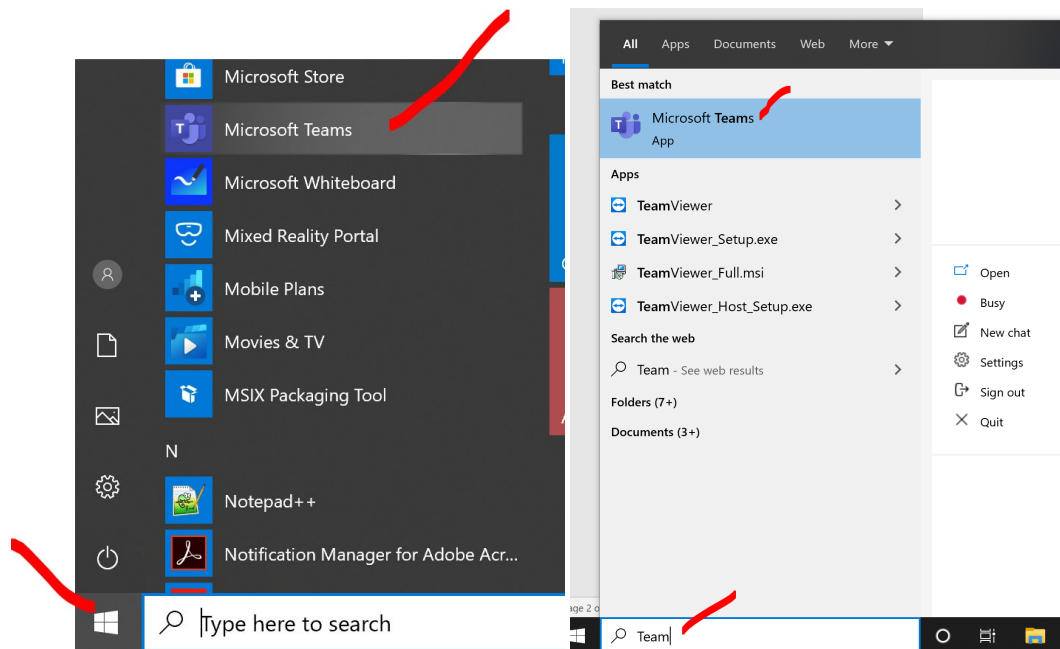 Microsoft Store
Microsoft Teams
Microsoft Whiteboard
Mixed Reality Portal
Mobile Plans
Movies & TV
MSIX Packaging Tool
N
Notepad++
Notification Manager for Adobe Acr...
Type here to search
All Apps Documents Web More
Best match
Microsoft Teams
App
Apps
TeamViewer
TeamViewer_Setup.exe
TeamViewer_Full.msi
TeamViewer_Host_Setup.exe
Search the web
Team - See web results
Folders (7+)
Documents (3+)
Open
Busy
New chat
Settings
Sign out
Quit
age 2 o
Team